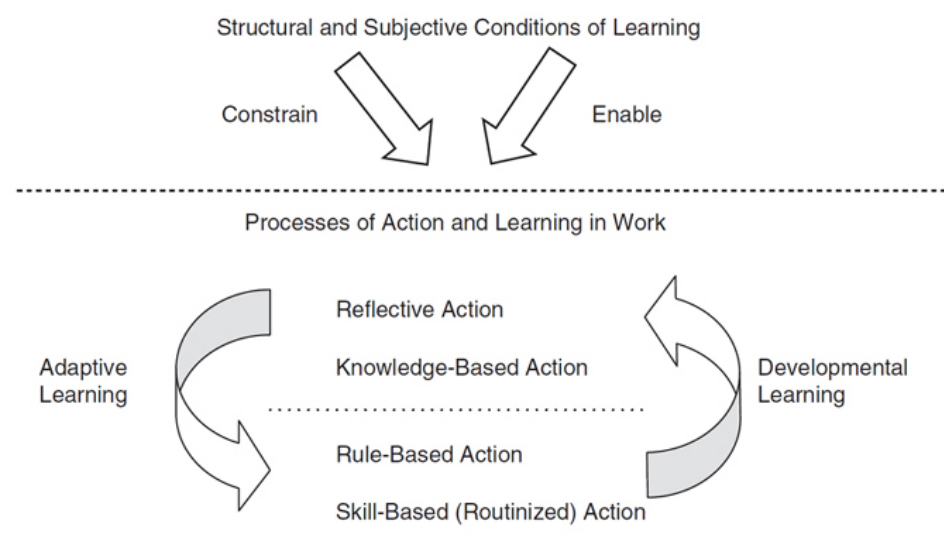 Structural and Subjective Conditions of Learning
Constrain
Enable
Processes of Action and Learning in Work
Reflective Action
Adaptive
Learning
Knowledge-Based Action
Developmental
Learning
Rule-Based Action
Skill-Based (Routinized) Action